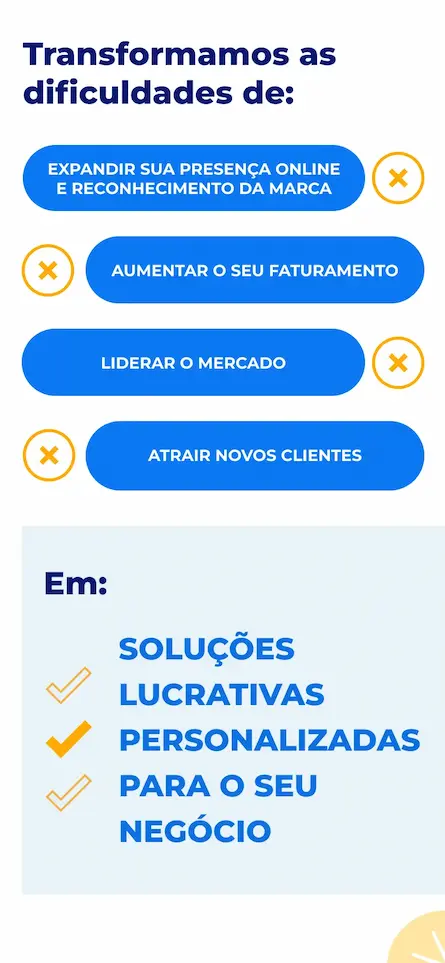 Transformamos as
dificuldades de:
EXPANDIR SUA PRESENÇA ONLINE
E RECONHECIMENTO DA MARCA
AUMENTAR O SEU FATURAMENTO
LIDERAR O MERCADO
ATRAIR NOVOS CLIENTES
Em:
SOLUÇÕES
LUCRATIVAS
PERSONALIZADAS
PARA O SEU
NEGÓCIO